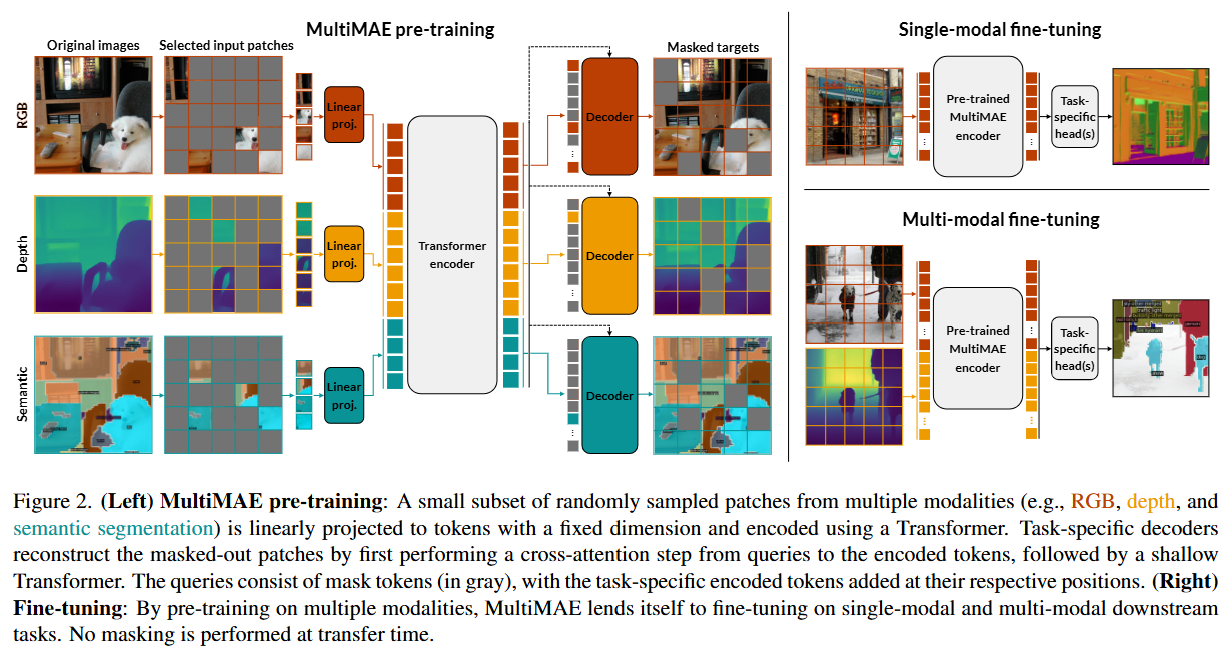 MultiMAE pre-training
Original images
Selected input patches
Masked targets
RGB
Linear
proj.
Decoder
Depth
Linear
proj.
Transformer
encoder
Decoder
Semantic
Linear
proj.
Decoder
Single-modal fine-tuning
Pre-trained
MultiMAE
encoder
Task-
specific
head(s)
Multi-modal fine-tuning
Pre-trained
MultiMAE
encoder
Task-
specific
head(s)
Figure 2. (Left) MultiMAE pre-training: A small subset of randomly sampled patches from multiple modalities (e.g., RGB, depth, and
semantic segmentation) is linearly projected to tokens with a fixed dimension and encoded using a Transformer. Task-specific decoders
reconstruct the masked-out patches by first performing a cross-attention step from queries to the encoded tokens, followed by a shallow
Transformer. The queries consist of mask tokens (in gray), with the task-specific encoded tokens added at their respective positions. (Right)
Fine-tuning: By pre-training on multiple modalities, MultiMAE lends itself to fine-tuning on single-modal and multi-modal downstream
tasks. No masking is performed at transfer time.